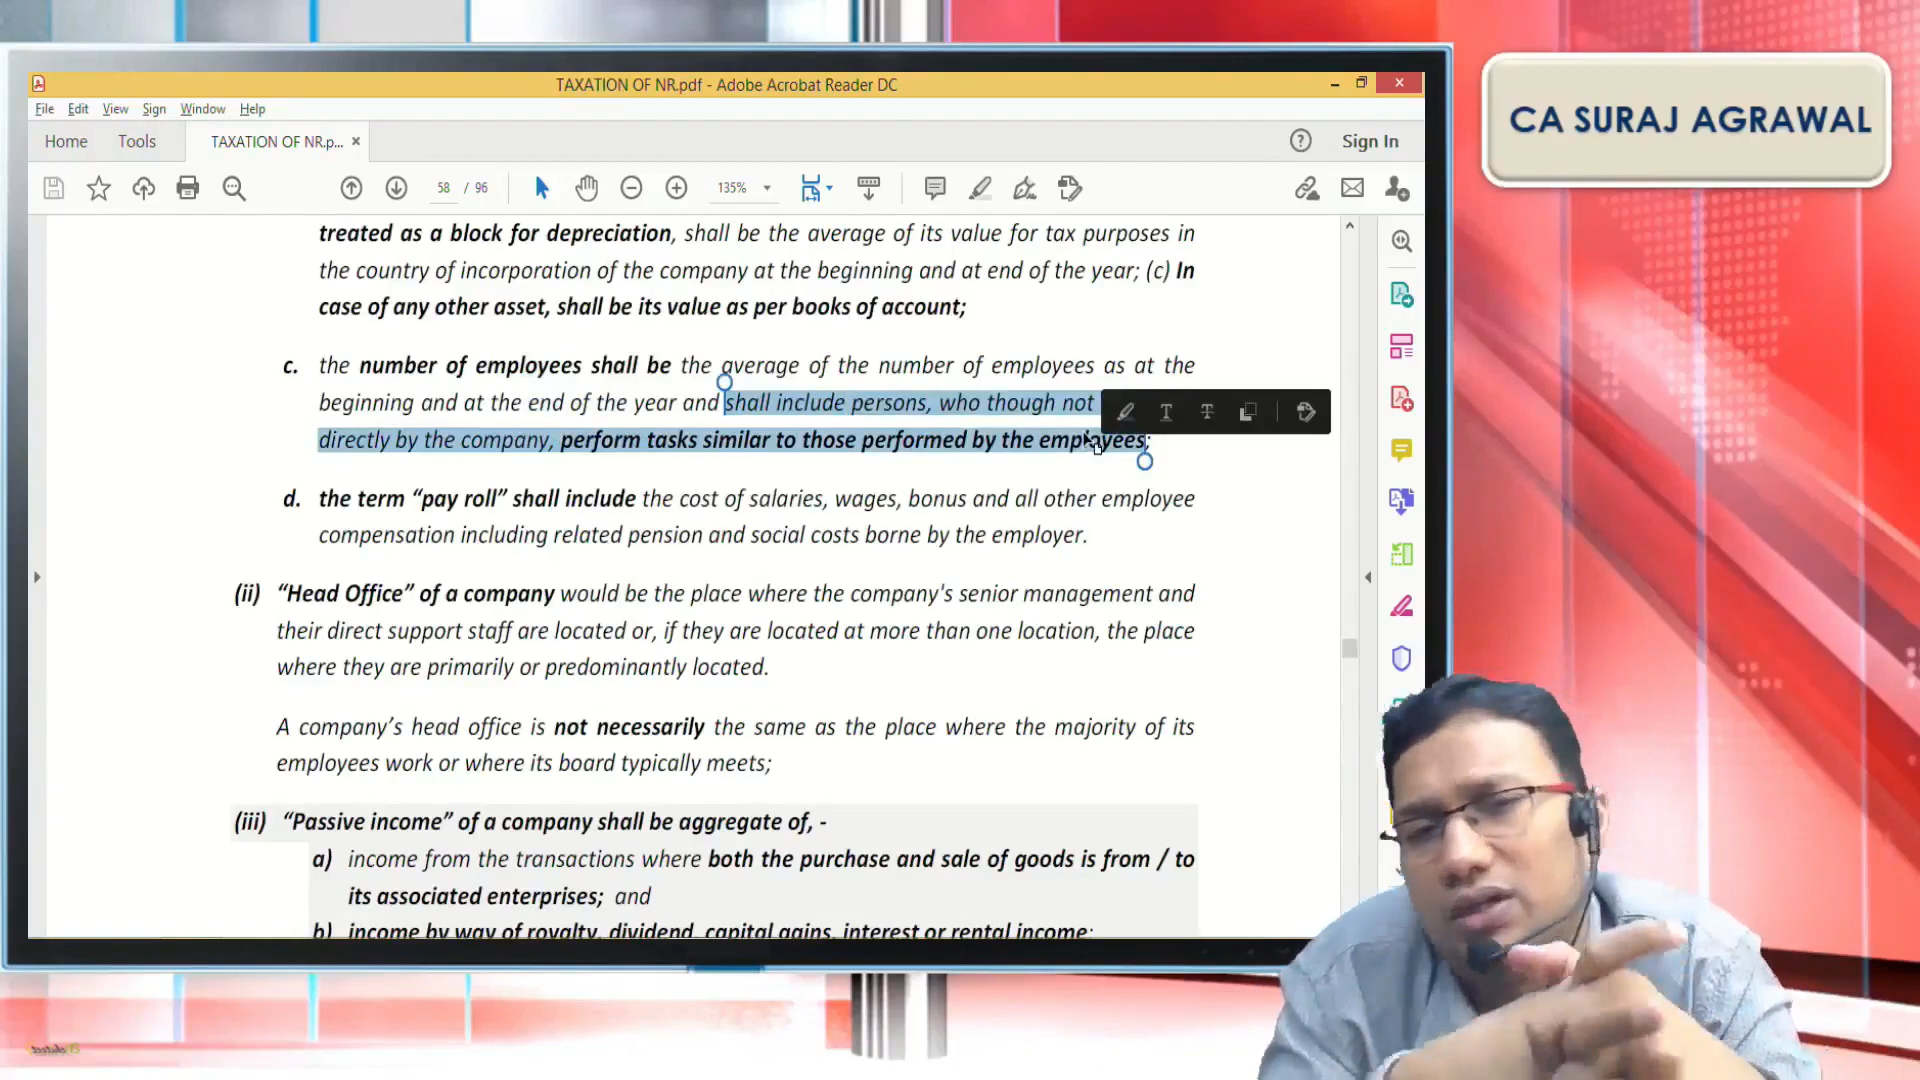 CA SURAJ AGRAWAL
TAXATION OF NR.pdf - Adobe Acrobat Reader DC
File Edit View Sign Window Help
Home Tools TAXATION OF NR.p... × Sign In
58 / 96 135%
treated as a block for depreciation, shall be the average of its value for tax purposes in
the country of incorporation of the company at the beginning and at end of the year; (c) In
case of any other asset, shall be its value as per books of account;
c. the number of employees shall be the average of the number of employees as at the
beginning and at the end of the year and shall include persons, who though not
directly by the company, perform tasks similar to those performed by the employees;
d. the term “pay roll” shall include the cost of salaries, wages, bonus and all other employee
compensation including related pension and social costs borne by the employer.
(ii) “Head Office” of a company would be the place where the company's senior management and
their direct support staff are located or, if they are located at more than one location, the place
where they are primarily or predominantly located.
A company’s head office is not necessarily the same as the place where the majority of its
employees work or where its board typically meets;
(iii) “Passive income” of a company shall be aggregate of, -
a) income from the transactions where both the purchase and sale of goods is from / to
its associated enterprises; and
b) income by way of royalty, dividend, capital gains, interest or rental income;